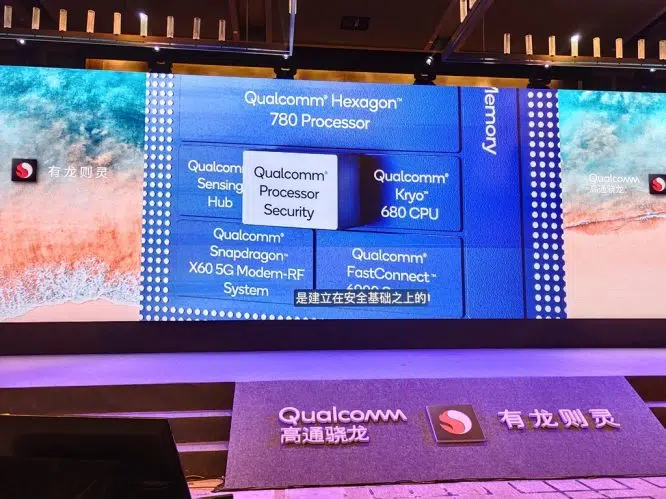 Qualcomm® Hexagon™
780 Processor
Memory
Qualcomm®
Sensing
Hub
Qualcomm®
Processor
Security
Qualcomm®
Kryo™
680 CPU
Qualcomm®
Snapdragon™
X60 5G Modem-RF
System
Qualcomm®
FastConnect™
是建立在安全基础之上的!
有龙则灵
Qualcomm
高通骁龙
Qualcomm
高通骁龙
有龙则灵